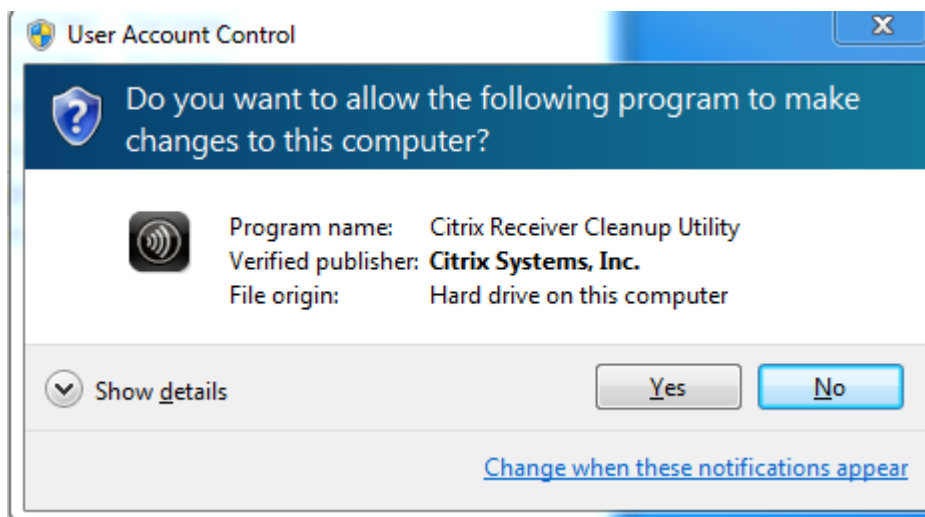 User Account Control
x
Do you want to allow the following program to make
changes to this computer?
Program name: Citrix Receiver Cleanup Utility
Verified publisher: Citrix Systems, Inc.
File origin: Hard drive on this computer
Show details
Yes
No
Change when these notifications appear